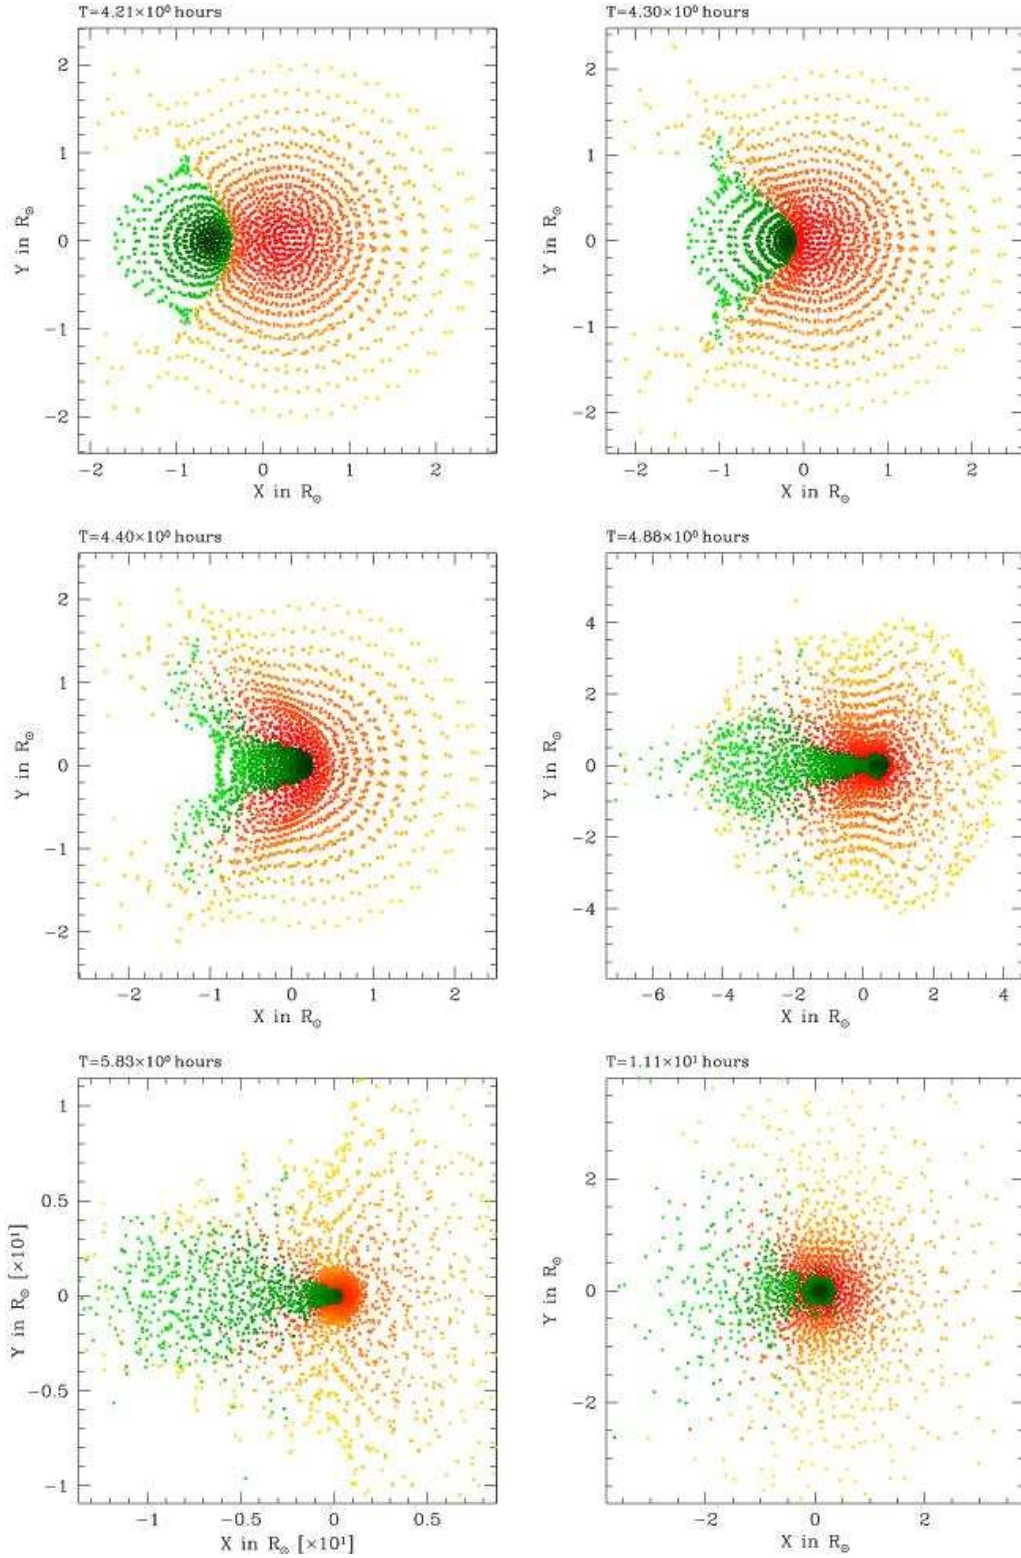 T=4.21×10⁰ hours
2
1
0
−1
−2
Y in R☉
−2 −1 0 1 2
X in R☉
T=4.30×10⁰ hours
2
1
0
−1
−2
Y in R☉
−2 −1 0 1 2
X in R☉
T=4.40×10⁰ hours
2
1
0
−1
−2
Y in R☉
−2 −1 0 1 2
X in R☉
T=4.88×10⁰ hours
4
2
0
−2
−4
Y in R☉
−6 −4 −2 0 2 4
X in R☉
T=5.83×10⁰ hours
1
0.5
0
−0.5
−1
Y in R☉ [×10¹]
−1 −0.5 0 0.5
X in R☉ [×10¹]
T=1.11×10¹ hours
2
0
−2
Y in R☉
−2 0 2
X in R☉